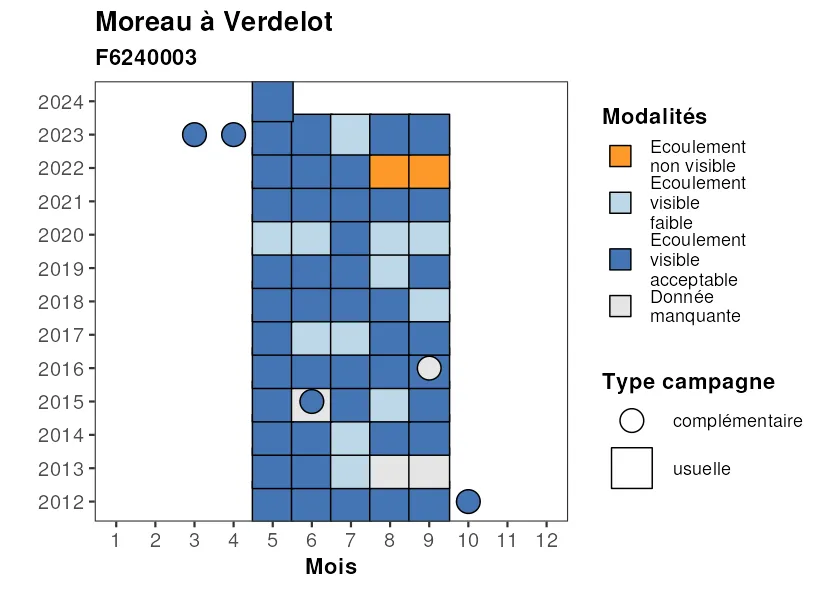 Moreau à Verdelot
F6240003
2024
2023
2022
2021
2020
2019
2018
2017
2016
2015
2014
2013
2012
1 2 3 4 5 6 7 8 9 10 11 12
Mois
Modalités
Ecoulement
non visible
Ecoulement
visible
faible
Ecoulement
visible
acceptable
Donnée
manquante
Type campagne
complémentaire
usuelle